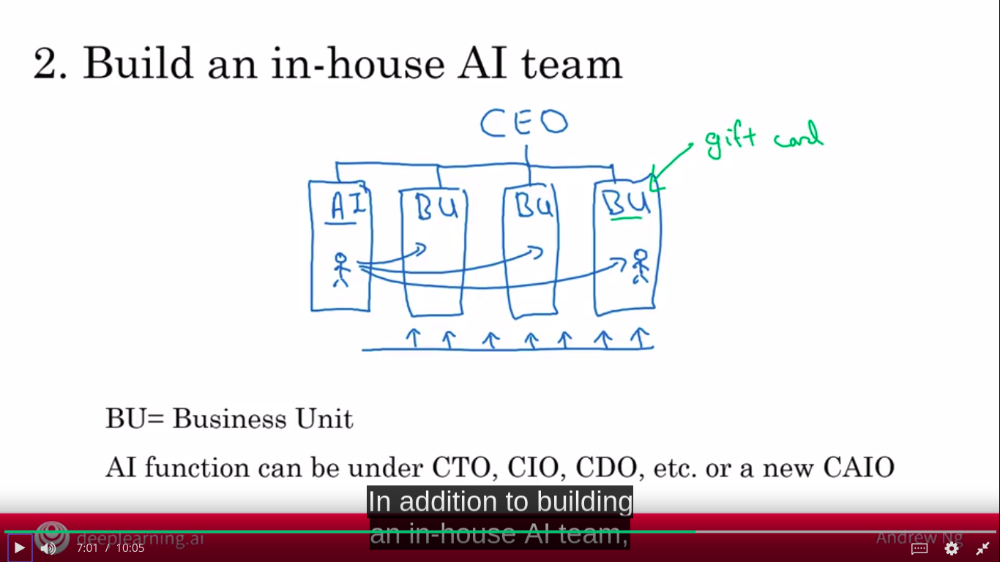 2. Build an in-house AI team
CEO
gift card
AI BU BU BU
BU= Business Unit
AI function can be under CTO, CIO, CDO, etc. or a new CAIO
In addition to building
an in-house AI team,
deeplearning.ai
Andrew Ng
7:01 / 10:05